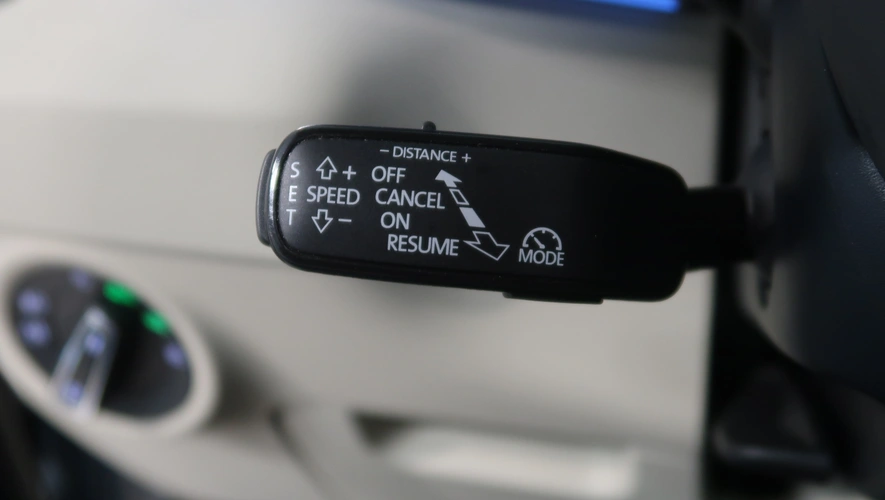 − DISTANCE +
S + OFF
E SPEED CANCEL
T − ON
RESUME
MODE